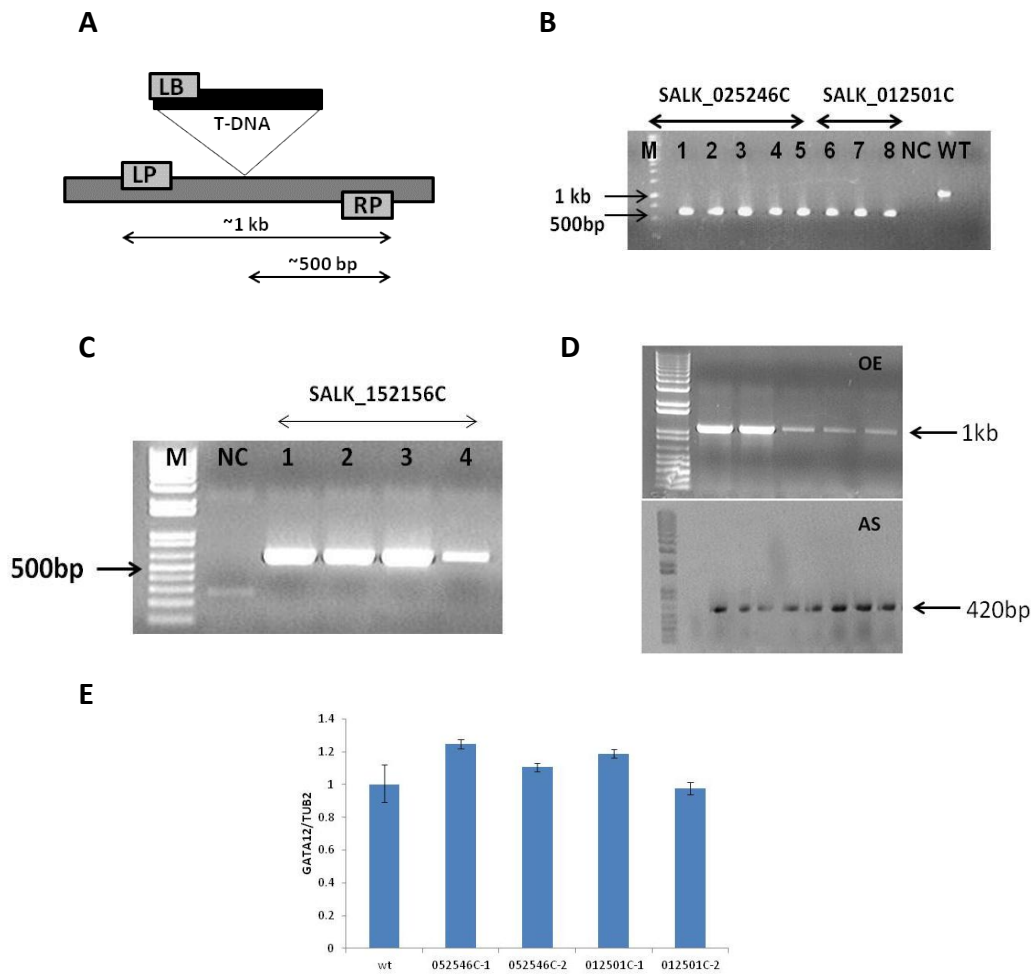 A
LB
T-DNA
LP
RP
~1 kb
~500 bp
B
SALK_025246C SALK_012501C
M 1 2 3 4 5 6 7 8 NC WT
1 kb
500bp
C
SALK_152156C
M NC 1 2 3 4
500bp
D
OE
1kb
AS
420bp
E
1.4
1.2
1
0.8
0.6
0.4
0.2
0
GATA12/TUB2
wt 052546C-1 052546C-2 012501C-1 012501C-2